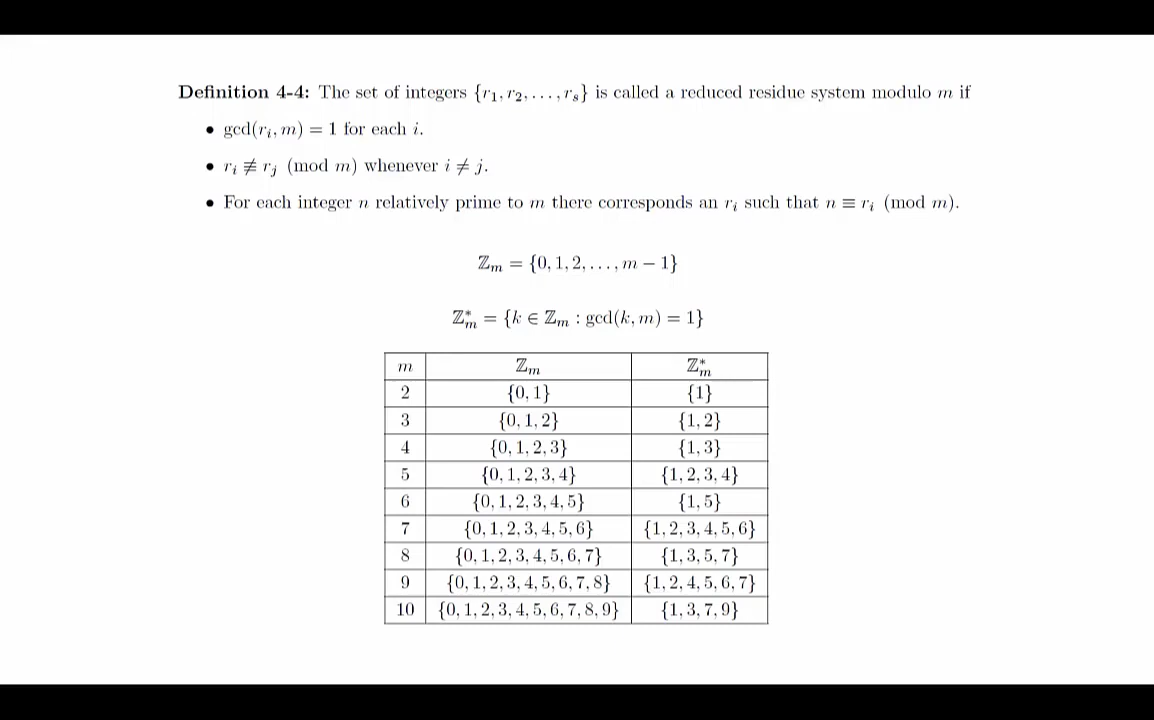 Definition 4-4: The set of integers {r₁, r₂, . . . , rₛ} is called a reduced residue system modulo m if
• gcd(rᵢ, m) = 1 for each i.
• rᵢ ≢ rⱼ (mod m) whenever i ≠ j.
• For each integer n relatively prime to m there corresponds an rᵢ such that n ≡ rᵢ (mod m).
ℤₘ = {0, 1, 2, . . . , m − 1}
ℤ*ₘ = {k ∈ ℤₘ : gcd(k, m) = 1}
m ℤₘ ℤ*ₘ
2 {0, 1} {1}
3 {0, 1, 2} {1, 2}
4 {0, 1, 2, 3} {1, 3}
5 {0, 1, 2, 3, 4} {1, 2, 3, 4}
6 {0, 1, 2, 3, 4, 5} {1, 5}
7 {0, 1, 2, 3, 4, 5, 6} {1, 2, 3, 4, 5, 6}
8 {0, 1, 2, 3, 4, 5, 6, 7} {1, 3, 5, 7}
9 {0, 1, 2, 3, 4, 5, 6, 7, 8} {1, 2, 4, 5, 6, 7}
10 {0, 1, 2, 3, 4, 5, 6, 7, 8, 9} {1, 3, 7, 9}